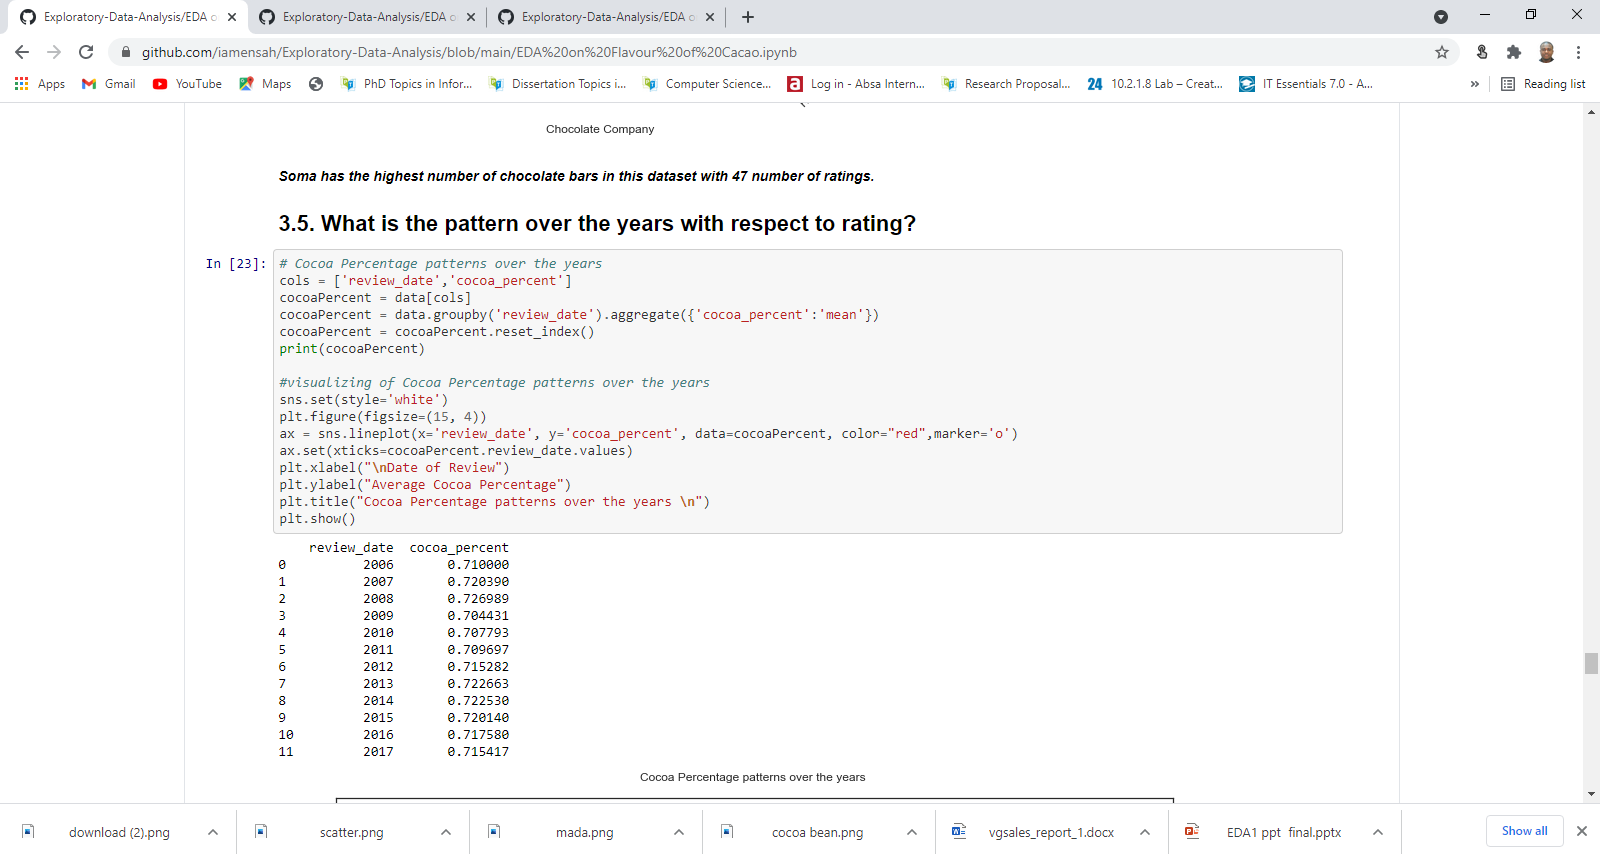 Exploratory-Data-Analysis/EDA o
Exploratory-Data-Analysis/EDA o
Exploratory-Data-Analysis/EDA o
github.com/iamensah/Exploratory-Data-Analysis/blob/main/EDA%20on%20Flavour%20of%20Cacao.ipynb
Apps
Gmail
YouTube
Maps
PhD Topics in Infor...
Dissertation Topics i...
Computer Science...
Log in - Absa Intern...
Research Proposal...
24 10.2.1.8 Lab – Creat...
IT Essentials 7.0 - A...
»
Reading list
Chocolate Company
Soma has the highest number of chocolate bars in this dataset with 47 number of ratings.
3.5. What is the pattern over the years with respect to rating?
In [23]:
# Cocoa Percentage patterns over the years
cols = ['review_date','cocoa_percent']
cocoaPercent = data[cols]
cocoaPercent = data.groupby('review_date').aggregate({'cocoa_percent':'mean'})
cocoaPercent = cocoaPercent.reset_index()
print(cocoaPercent)
#visualizing of Cocoa Percentage patterns over the years
sns.set(style='white')
plt.figure(figsize=(15, 4))
ax = sns.lineplot(x='review_date', y='cocoa_percent', data=cocoaPercent, color="red",marker='o')
ax.set(xticks=cocoaPercent.review_date.values)
plt.xlabel("\nDate of Review")
plt.ylabel("Average Cocoa Percentage")
plt.title("Cocoa Percentage patterns over the years \n")
plt.show()
review_date cocoa_percent
0 2006 0.710000
1 2007 0.720390
2 2008 0.726989
3 2009 0.704431
4 2010 0.707793
5 2011 0.709697
6 2012 0.715282
7 2013 0.722663
8 2014 0.722530
9 2015 0.720140
10 2016 0.717580
11 2017 0.715417
Cocoa Percentage patterns over the years
download (2).png
scatter.png
mada.png
cocoa bean.png
vgsales_report_1.docx
EDA1 ppt final.pptx
Show all